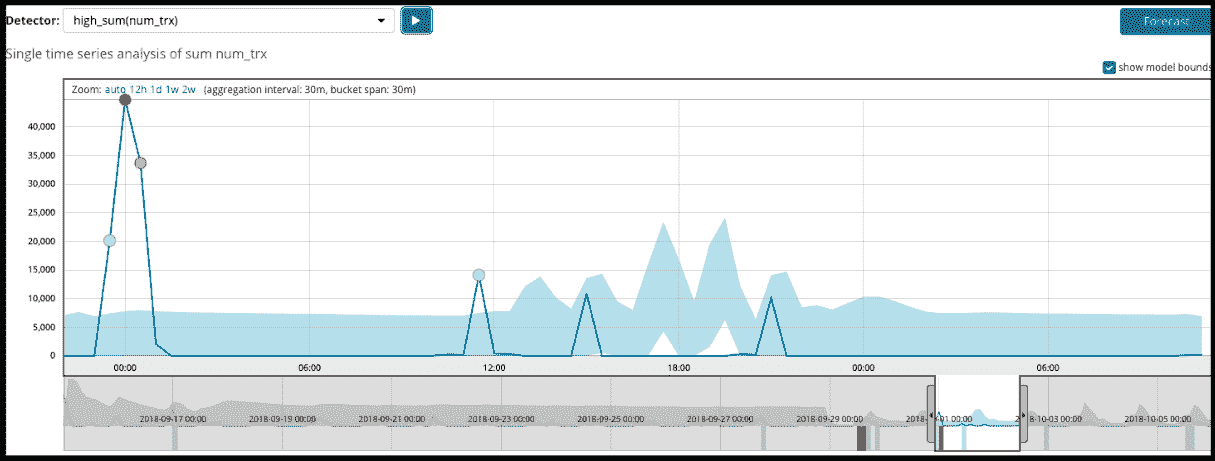 Detector: high_sum(num_trx)
Forecast
Single time series analysis of sum num_trx
show model bounds
Zoom: auto 12h 1d 1w 2w (aggregation interval: 30m, bucket span: 30m)
40,000
35,000
30,000
25,000
20,000
15,000
10,000
5,000
0
00:00 06:00 12:00 18:00 00:00 06:00
2018-09-17 00:00 2018-09-19 00:00 2018-09-21 00:00 2018-09-23 00:00 2018-09-25 00:00 2018-09-27 00:00 2018-09-29 00:00 2018- 01 00:00 2 10-03 00:00 2018-10-05 00:00